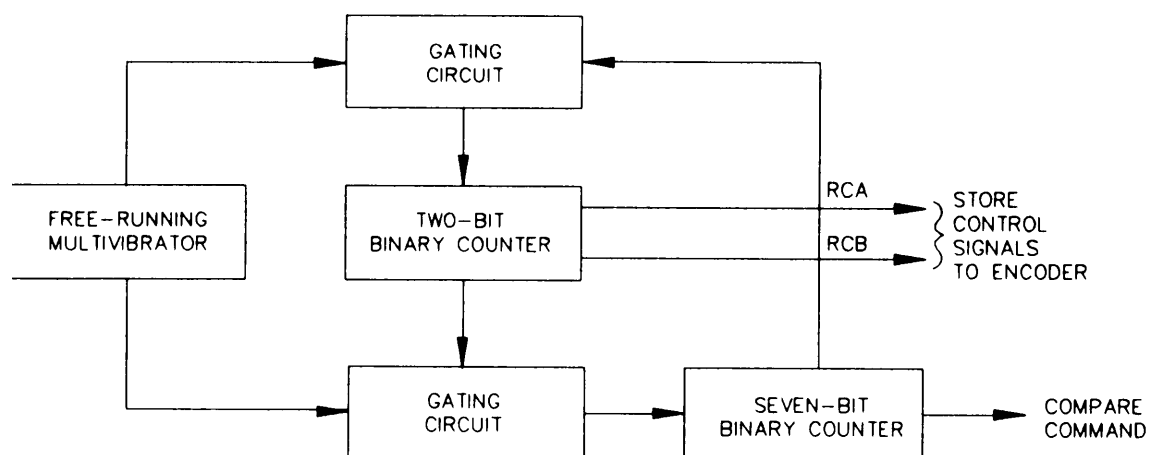 GATING
CIRCUIT
FREE-RUNNING
MULTIVIBRATOR
TWO-BIT
BINARY COUNTER
RCA
RCB
STORE
CONTROL
SIGNALS
TO ENCODER
GATING
CIRCUIT
SEVEN-BIT
BINARY COUNTER
COMPARE
COMMAND